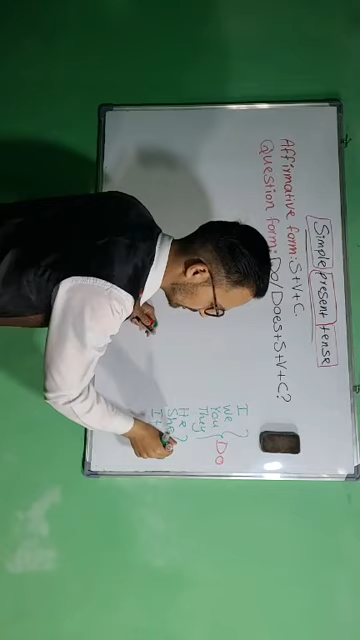 Simple present tense
Affirmative form: S+V+C.
Question form: Do/Does+S+V+C?
I
We
You
They
Do
He
She
It